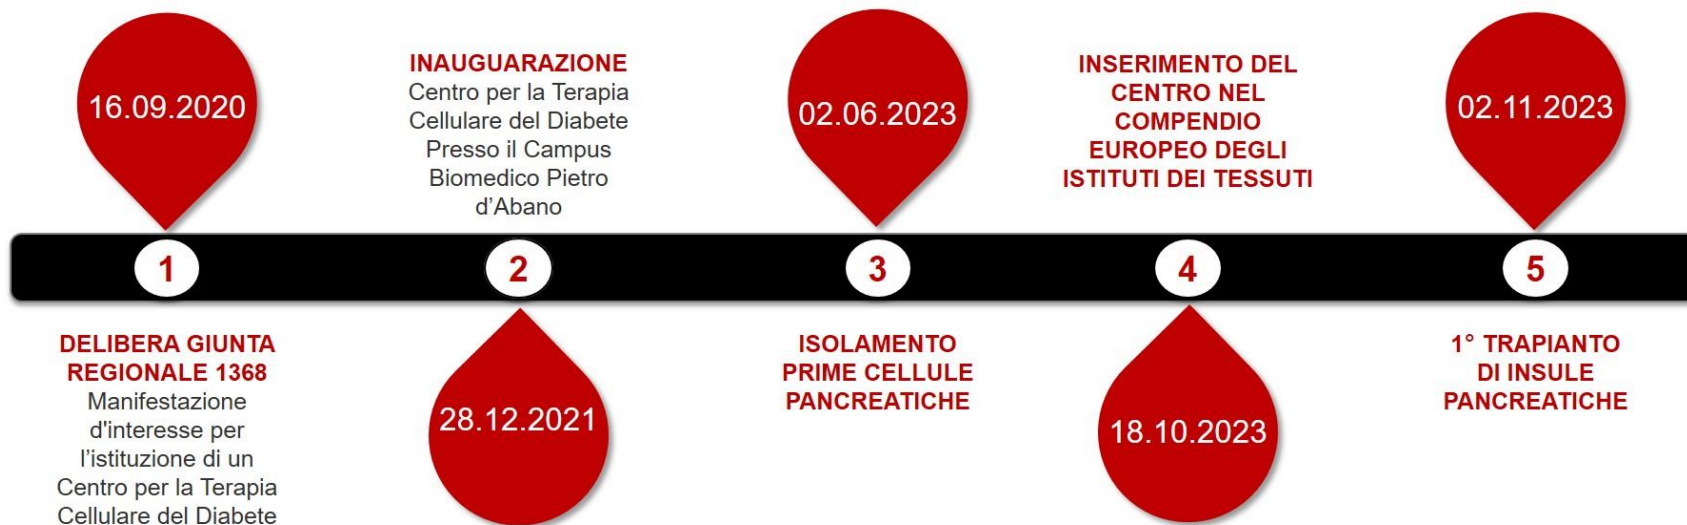 16.09.2020
1
DELIBERA GIUNTA
REGIONALE 1368
Manifestazione
d'interesse per
l’istituzione di un
Centro per la Terapia
Cellulare del Diabete
INAUGUARAZIONE
Centro per la Terapia
Cellulare del Diabete
Presso il Campus
Biomedico Pietro
d’Abano
2
28.12.2021
02.06.2023
3
ISOLAMENTO
PRIME CELLULE
PANCREATICHE
INSERIMENTO DEL
CENTRO NEL
COMPENDIO
EUROPEO DEGLI
ISTITUTI DEI TESSUTI
4
18.10.2023
02.11.2023
5
1° TRAPIANTO
DI INSULE
PANCREATICHE